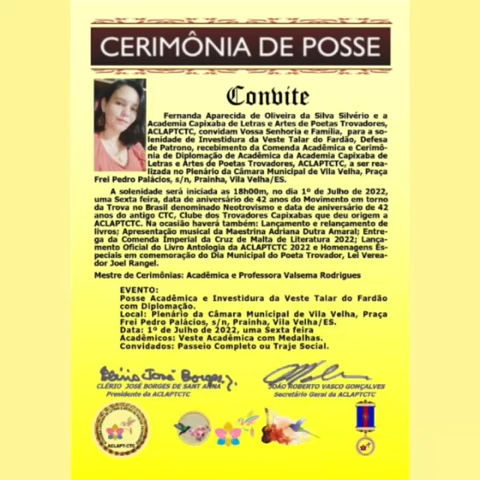 CERIMÔNIA DE POSSE
Convite
Fernanda Aparecida de Oliveira da Silva Silvério e a
Academia Capixaba de Letras e Artes de Poetas Trovadores,
ACLAPTCTC, convidam Vossa Senhoria e Família, para a so-
lenidade de Investidura da Veste Talar do Fardão, Defesa
de Patrono, recebimento da Comenda Acadêmica e Cerimô-
nia de Diplomação de Acadêmica da Academia Capixaba de
Letras e Artes de Poetas Trovadores, ACLAPTCTC, a ser rea-
lizada no Plenário da Câmara Municipal de Vila Velha, Praça
Frei Pedro Palácios, s/n, Prainha, Vila Velha/ES.
A solenidade será iniciada as 18h00m, no dia 1º de Julho de 2022,
uma Sexta feira, data de aniversário de 42 anos do Movimento em torno
da Trova no Brasil denominado Neotrovismo e data de aniversário de 42
anos do antigo CTC, Clube dos Trovadores Capixabas que deu origem a
ACLAPTCTC. Na ocasião haverá também: Lançamento e relançamento de
livros; Apresentação musical da Maestrina Adriana Dutra Amaral; Entre-
ga da Comenda Imperial da Cruz de Malta de Literatura 2022; Lança-
mento Oficial do Livro Antologia da ACLAPTCTC 2022 e Homenagens Es-
peciais em comemoração do Dia Municipal do Poeta Trovador, Lei Verea-
dor Joel Rangel.
Mestre de Cerimônias: Acadêmica e Professora Valsema Rodrigues
EVENTO:
Posse Acadêmica e Investidura da Veste Talar do Fardão
com Diplomação.
Local: Plenário da Câmara Municipal de Vila Velha, Praça
Frei Pedro Palácios, s/n, Prainha, Vila Velha/ES.
Data: 1º de Julho de 2022, uma Sexta feira
Acadêmicos: Veste Acadêmica com Medalhas.
Convidados: Passeio Completo ou Traje Social.
CLÉRIO JOSÉ BORGES DE SANT ANNA
Presidente da ACLAPTCTC
JOÃO ROBERTO VASCO GONÇALVES
Secretário Geral da ACLAPTCTC
ACLAPT-CTC